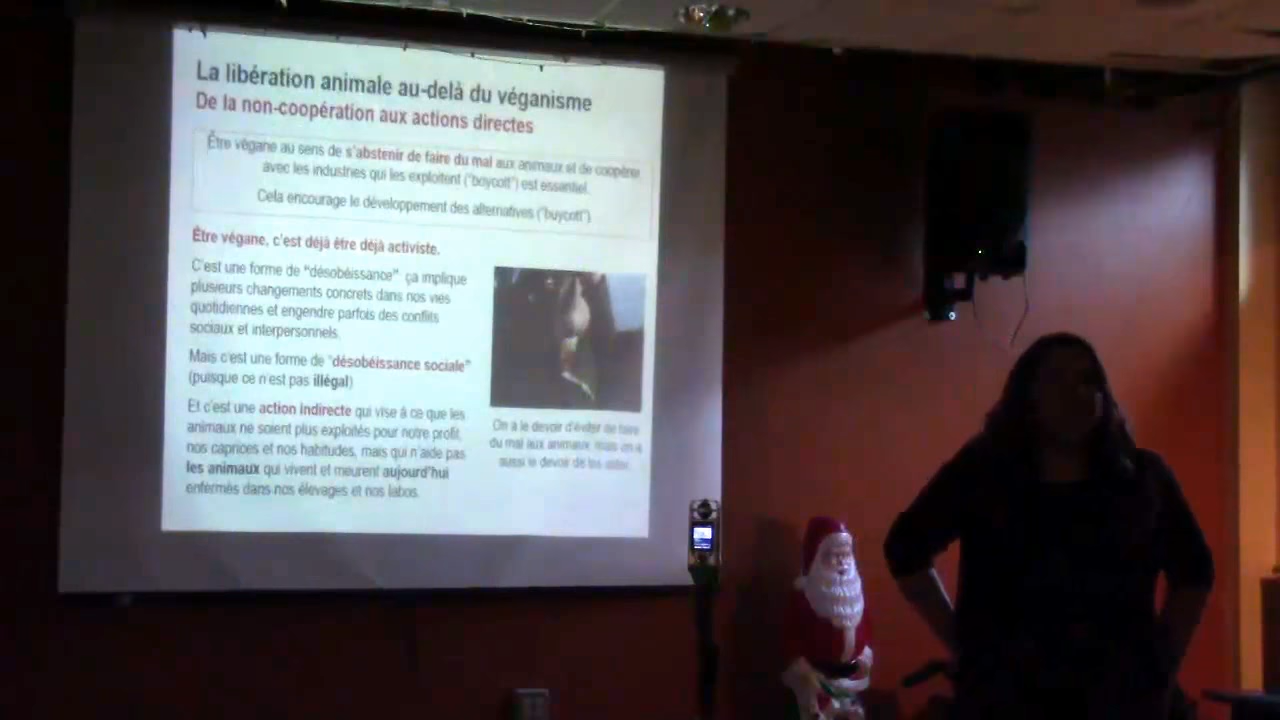 La libération animale au-delà du véganisme
De la non-coopération aux actions directes
Être végane au sens de s'abstenir de faire du mal aux animaux et de coopérer
avec les industries qui les exploitent ("boycott") est essentiel.
Cela encourage le développement des alternatives ("buycott")
Être végane, c'est déjà être déjà activiste.
C'est une forme de "désobéissance" ça implique
plusieurs changements concrets dans nos vies
quotidiennes et engendre parfois des conflits
sociaux et interpersonnels.
Mais c'est une forme de "désobéissance sociale"
(puisque ce n'est pas illégal)
Et c'est une action indirecte qui vise à ce que les
animaux ne soient plus exploités pour notre profit,
nos caprices et nos habitudes, mais qui n'aide pas
les animaux qui vivent et meurent aujourd'hui
enfermés dans nos élevages et nos labos.
On a le devoir d'éviter de faire
du mal aux animaux mais on a
aussi le devoir de les aider.